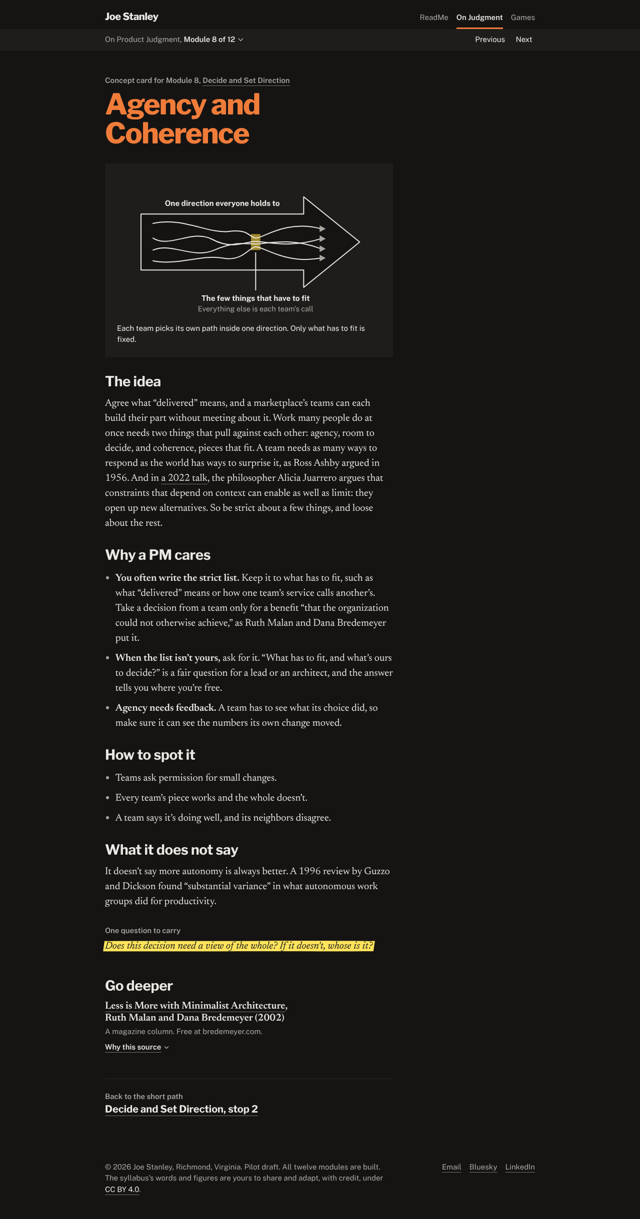 Joe Stanley
ReadMe On Judgment Games
On Product Judgment, Module 8 of 12
Previous Next
Concept card for Module 8, Decide and Set Direction
Agency and
Coherence
One direction everyone holds to
The few things that have to fit
Everything else is each team's call
Each team picks its own path inside one direction. Only what has to fit is
fixed.
The idea
Agree what “delivered” means, and a marketplace’s teams can each
build their part without meeting about it. Work many people do at
once needs two things that pull against each other: agency, room to
decide, and coherence, pieces that fit. A team needs as many ways to
respond as the world has ways to surprise it, as Ross Ashby argued in
1956. And in a 2022 talk, the philosopher Alicia Juarrero argues that
constraints that depend on context can enable as well as limit: they
open up new alternatives. So be strict about a few things, and loose
about the rest.
Why a PM cares
You often write the strict list. Keep it to what has to fit, such as
what “delivered” means or how one team’s service calls another’s.
Take a decision from a team only for a benefit “that the organization
could not otherwise achieve,” as Ruth Malan and Dana Bredemeyer
put it.
When the list isn’t yours, ask for it. “What has to fit, and what’s ours
to decide?” is a fair question for a lead or an architect, and the answer
tells you where you’re free.
Agency needs feedback. A team has to see what its choice did, so
make sure it can see the numbers its own change moved.
How to spot it
Teams ask permission for small changes.
Every team’s piece works and the whole doesn’t.
A team says it’s doing well, and its neighbors disagree.
What it does not say
It doesn’t say more autonomy is always better. A 1996 review by Guzzo
and Dickson found “substantial variance” in what autonomous work
groups did for productivity.
One question to carry
Does this decision need a view of the whole? If it doesn’t, whose is it?
Go deeper
Less is More with Minimalist Architecture,
Ruth Malan and Dana Bredemeyer (2002)
A magazine column. Free at bredemeyer.com.
Why this source
Back to the short path
Decide and Set Direction, stop 2
© 2026 Joe Stanley, Richmond, Virginia. Pilot draft. All twelve modules are built.
The syllabus’s words and figures are yours to share and adapt, with credit, under
CC BY 4.0.
Email Bluesky LinkedIn